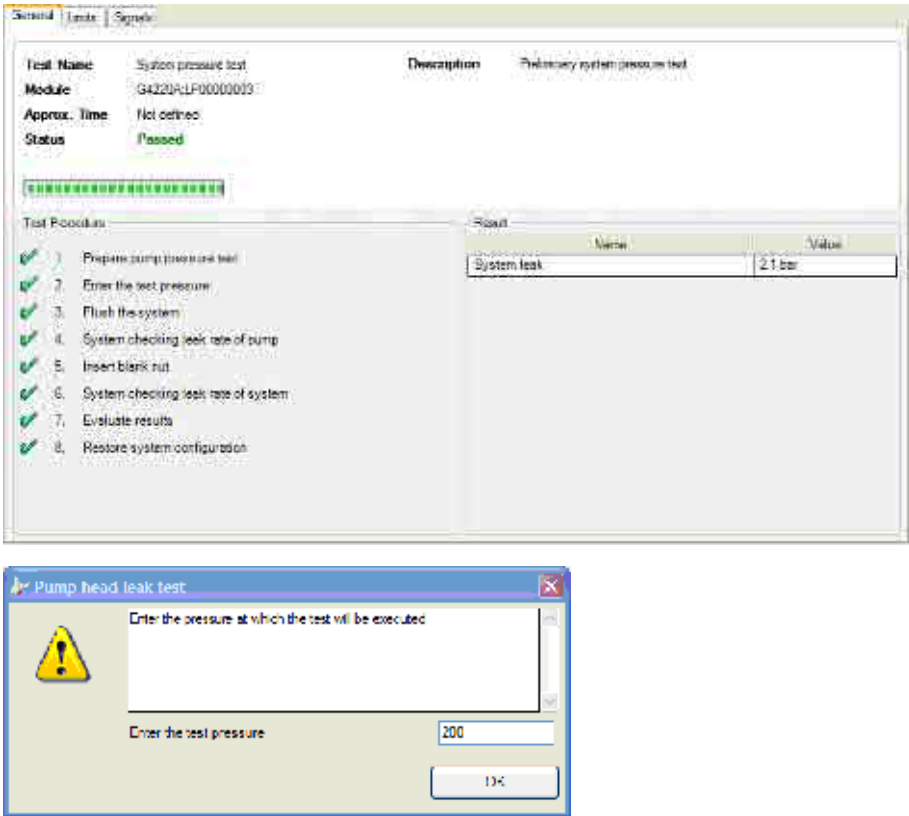 General Limits Signals
Test Name System pressure test Description Preliminary system pressure test
Module G4220A:LP00000003
Approx. Time Not defined
Status Passed
Test Procedure
1. Prepare pump pressure test
2. Enter the test pressure
3. Flush the system
4. System checking leak rate of pump
5. Insert blank nut
6. System checking leak rate of system
7. Evaluate results
8. Restore system configuration
Result
Name Value
System leak 2.1 bar
Pump head leak test
Enter the pressure at which the test will be executed
Enter the test pressure 200
OK